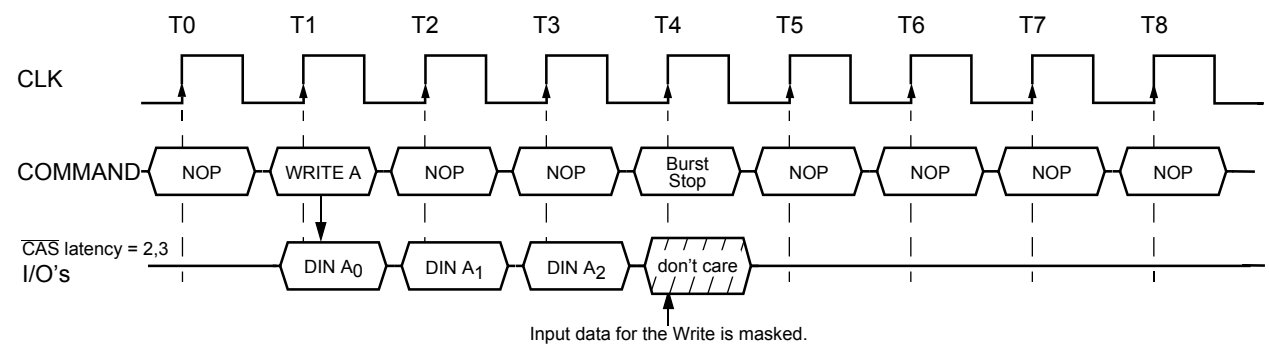 T0 T1 T2 T3 T4 T5 T6 T7 T8
CLK
COMMAND NOP WRITE A NOP NOP Burst Stop NOP NOP NOP NOP
CAS latency = 2,3
I/O's DIN A0 DIN A1 DIN A2 don't care
Input data for the Write is masked.